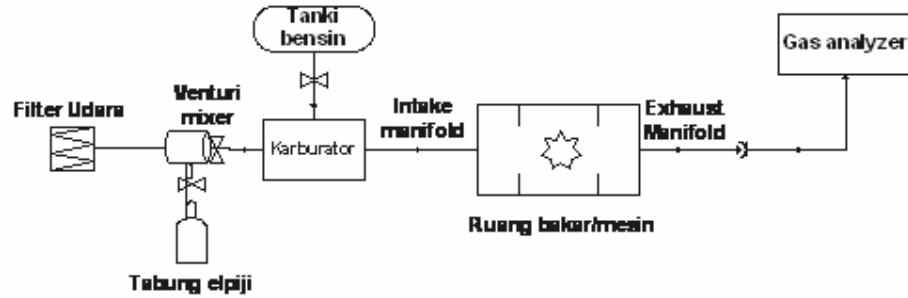 Tanki
bensin
Gas analyzer
Filter Udara
Venturi
mixer
Karburator
Intake
manifold
Exhaust
Manifold
Ruang bakar/mesin
Tabung elpiji